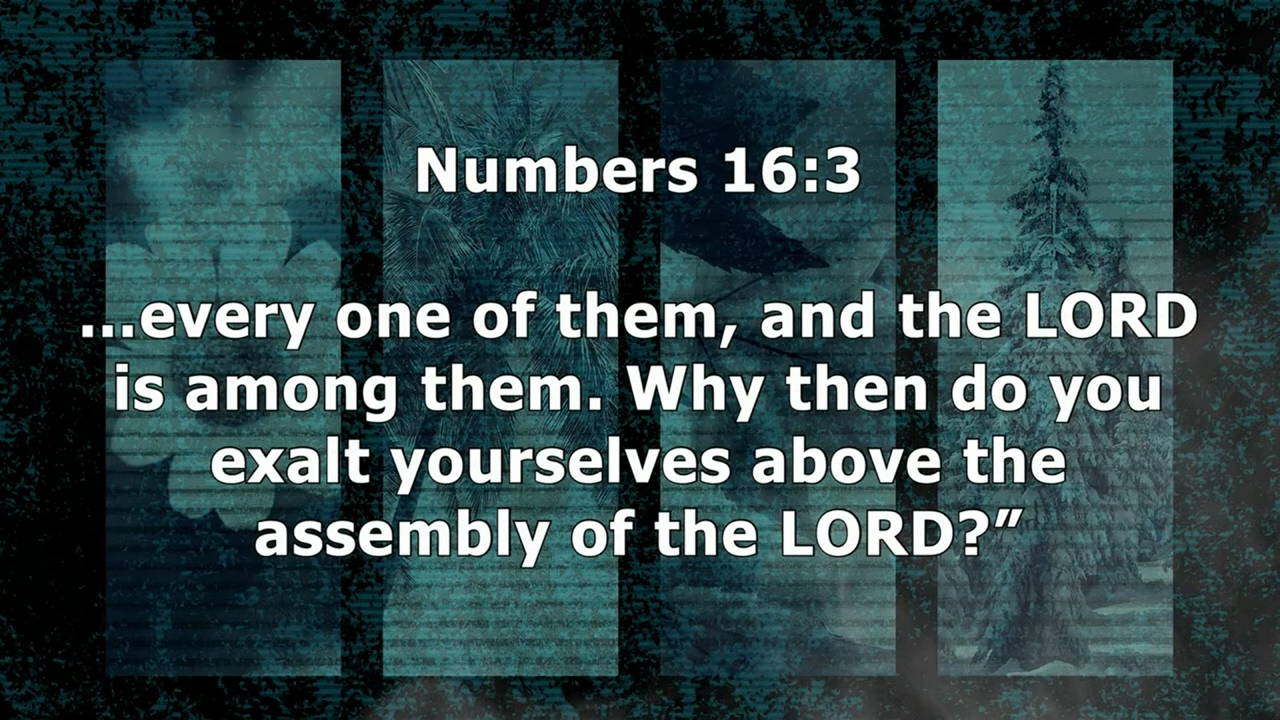 Numbers 16:3
...every one of them, and the LORD
is among them. Why then do you
exalt yourselves above the
assembly of the LORD?”